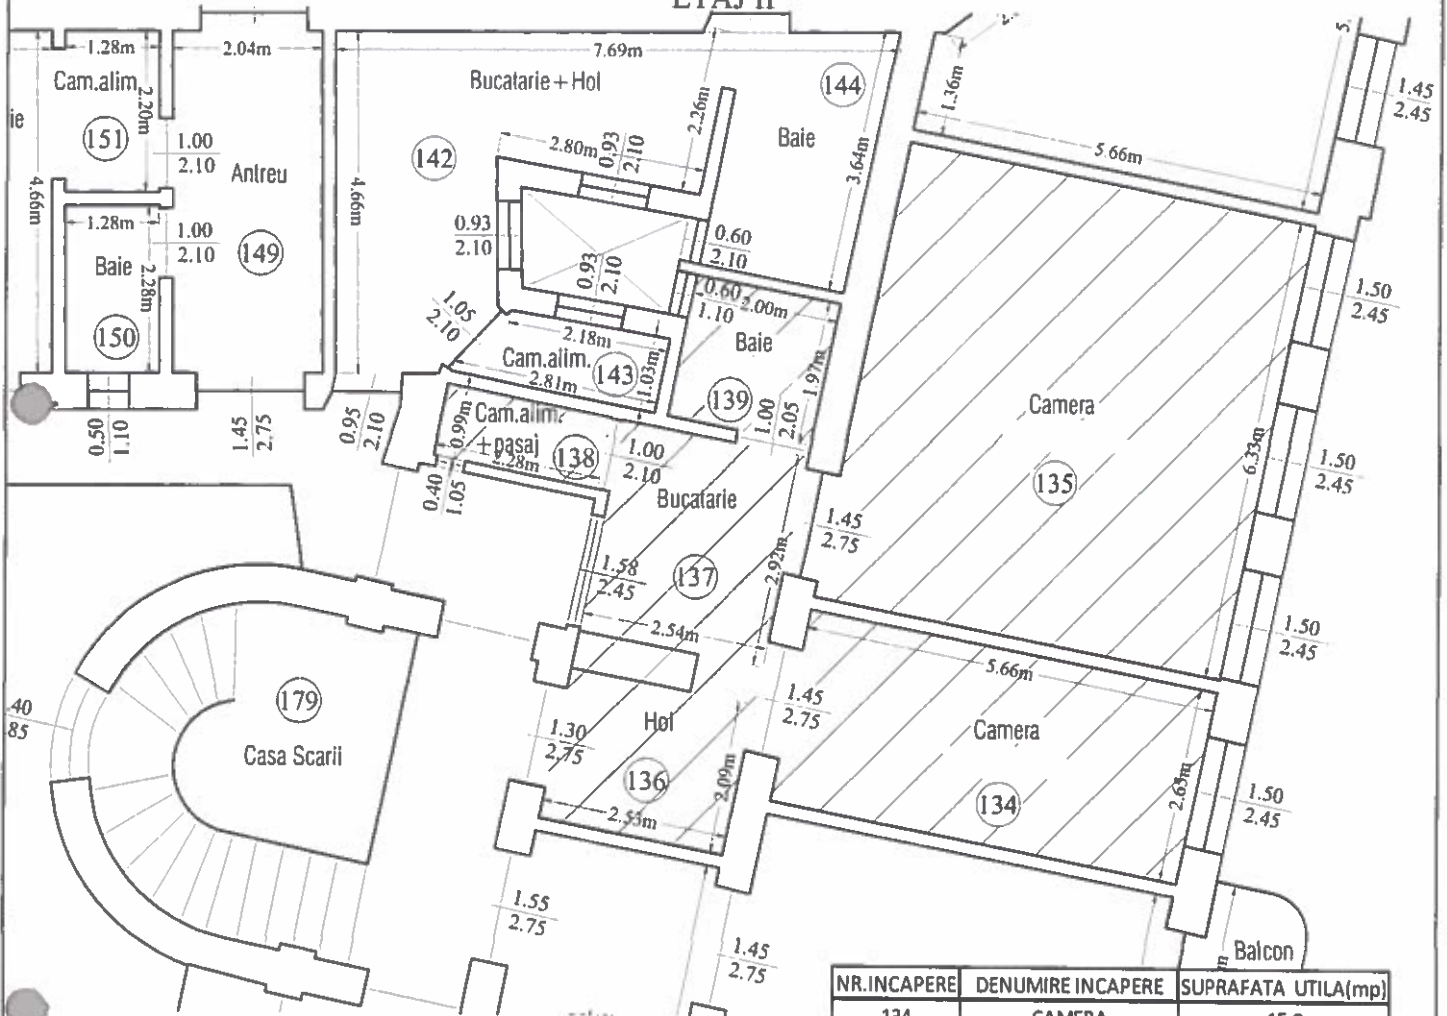 ETAJ II
1.28m
2.04m
7.69m
Cam.alim.
2.20m
151
1.00
2.10
Antreu
4.66m
1.28m
1.00
2.10
149
Baie
2.28m
150
0.50
1.10
1.45
2.75
0.95
2.10
4.66m
Bucatarie + Hol
142
2.80m
0.93
2.10
2.26m
144
Baie
3.64m
0.93
2.10
0.93
2.10
0.60
2.10
1.05
2.10
2.18m
Cam.alim.
143
1.03m
2.81m
0.60
1.10
2.00m
Baie
139
1.97m
1.00
2.05
Cam.alim.
+ pasaj
0.99m
138
2.28m
1.00
2.10
0.40
1.05
Bucatarie
137
1.58
2.45
2.92m
2.54m
1.45
2.75
1.36m
5.66m
1.45
2.45
1.50
2.45
Camera
135
6.33m
1.50
2.45
1.50
2.45
5.66m
Camera
134
2.65m
1.50
2.45
1.45
2.75
Hol
1.30
2.75
136
2.09m
2.53m
179
Casa Scarii
.40
85
1.55
2.75
1.45
2.75
Balcon
NR.INCAPERE DENUMIRE INCAPERE SUPRAFATA UTILA(mp)
134 CAMERA